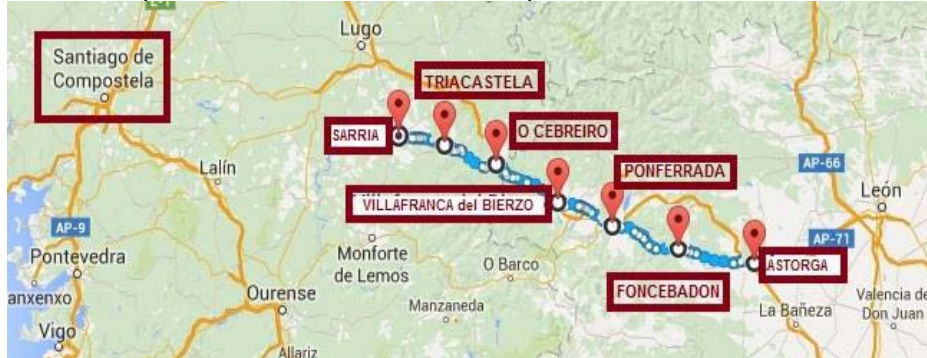 E-1
Lugo
Santiago de
Compostela
TRIACASTELA
SARRIA
O CEBREIRO
Lalín
PONFERRADA
AP-66
León
VILLAFRANCA del BIERZO
AP-9
AP-71
Pontevedra
Monforte
de Lemos
O Barco
ASTORGA
anxenxo
Ourense
FONCEBADON
Manzaneda
La Bañeza
Valencia de
Don Juan
Vigo
Allariz